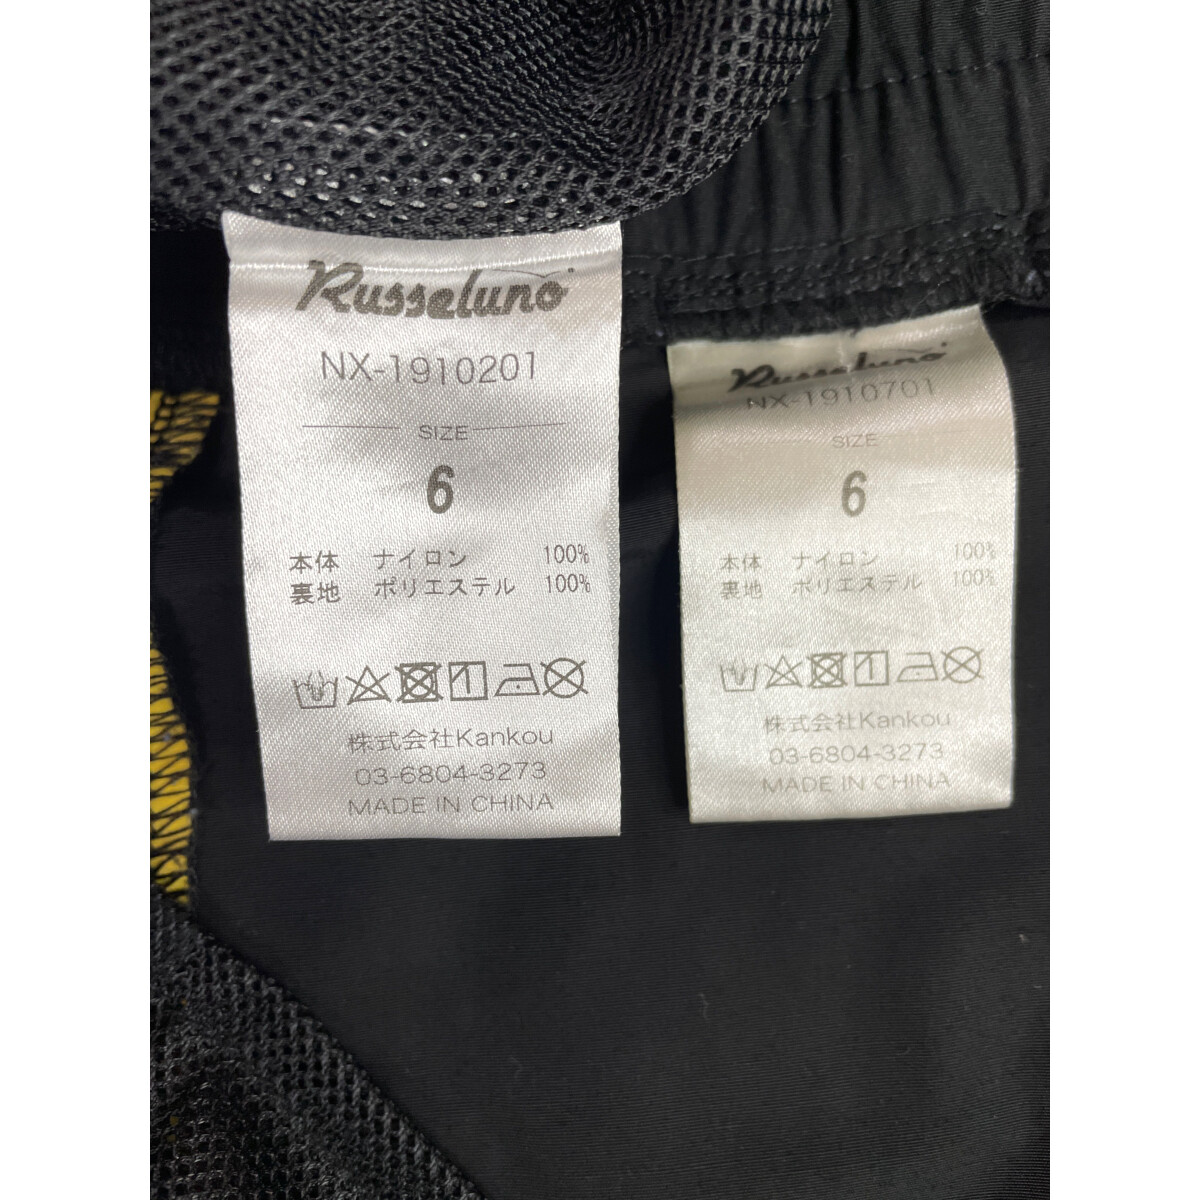 Russeluno
NX-1910201
SIZE
6
本体 ナイロン 100%
裏地 ポリエステル 100%
株式会社Kankou
03-6804-3273
MADE IN CHINA
Russeluno
NX-1910701
SIZE
6
本体 ナイロン 100%
裏地 ポリエステル 100%
株式会社Kankou
03-6804-3273
MADE IN CHINA